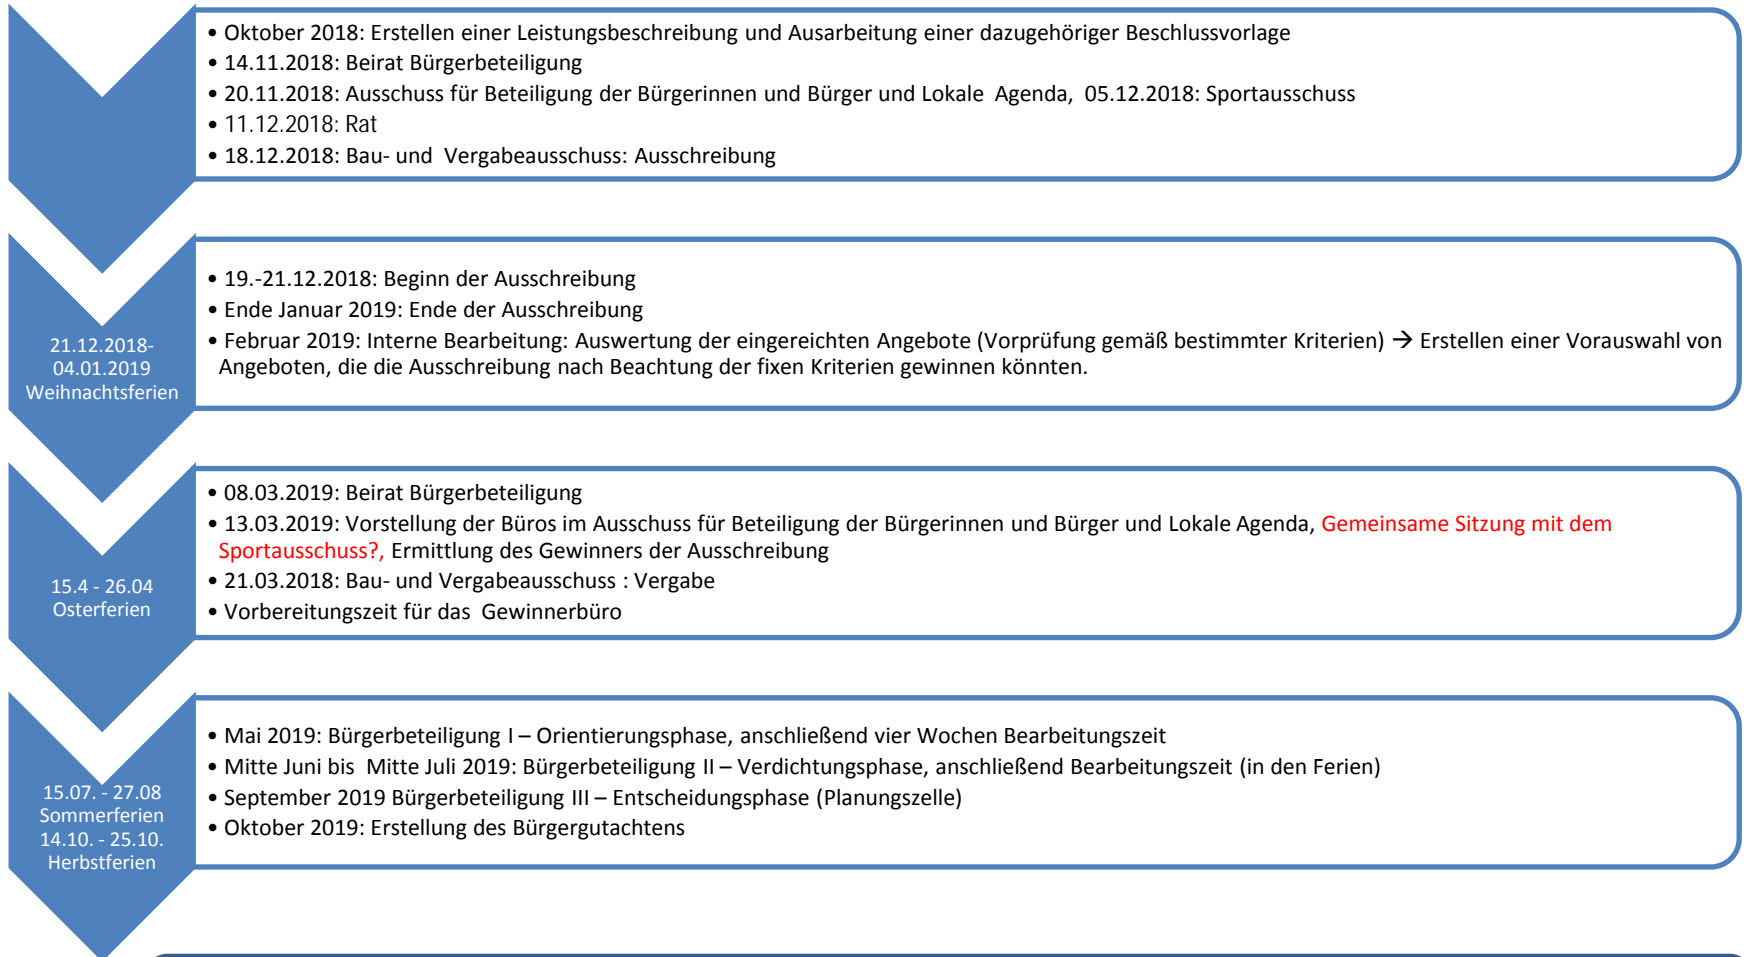 • Oktober 2018: Erstellen einer Leistungsbeschreibung und Ausarbeitung einer dazugehöriger Beschlussvorlage
• 14.11.2018: Beirat Bürgerbeteiligung
• 20.11.2018: Ausschuss für Beteiligung der Bürgerinnen und Bürger und Lokale Agenda, 05.12.2018: Sportausschuss
• 11.12.2018: Rat
• 18.12.2018: Bau- und Vergabeausschuss: Ausschreibung
21.12.2018-
04.01.2019
Weihnachtsferien
• 19.-21.12.2018: Beginn der Ausschreibung
• Ende Januar 2019: Ende der Ausschreibung
• Februar 2019: Interne Bearbeitung: Auswertung der eingereichten Angebote (Vorprüfung gemäß bestimmter Kriterien) → Erstellen einer Vorauswahl von
Angeboten, die die Ausschreibung nach Beachtung der fixen Kriterien gewinnen könnten.
15.4 - 26.04
Osterferien
• 08.03.2019: Beirat Bürgerbeteiligung
• 13.03.2019: Vorstellung der Büros im Ausschuss für Beteiligung der Bürgerinnen und Bürger und Lokale Agenda, Gemeinsame Sitzung mit dem
Sportausschuss?, Ermittlung des Gewinners der Ausschreibung
• 21.03.2018: Bau- und Vergabeausschuss : Vergabe
• Vorbereitungszeit für das Gewinnerbüro
15.07. - 27.08
Sommerferien
14.10. - 25.10.
Herbstferien
• Mai 2019: Bürgerbeteiligung I – Orientierungsphase, anschließend vier Wochen Bearbeitungszeit
• Mitte Juni bis Mitte Juli 2019: Bürgerbeteiligung II – Verdichtungsphase, anschließend Bearbeitungszeit (in den Ferien)
• September 2019 Bürgerbeteiligung III – Entscheidungsphase (Planungszelle)
• Oktober 2019: Erstellung des Bürgergutachtens